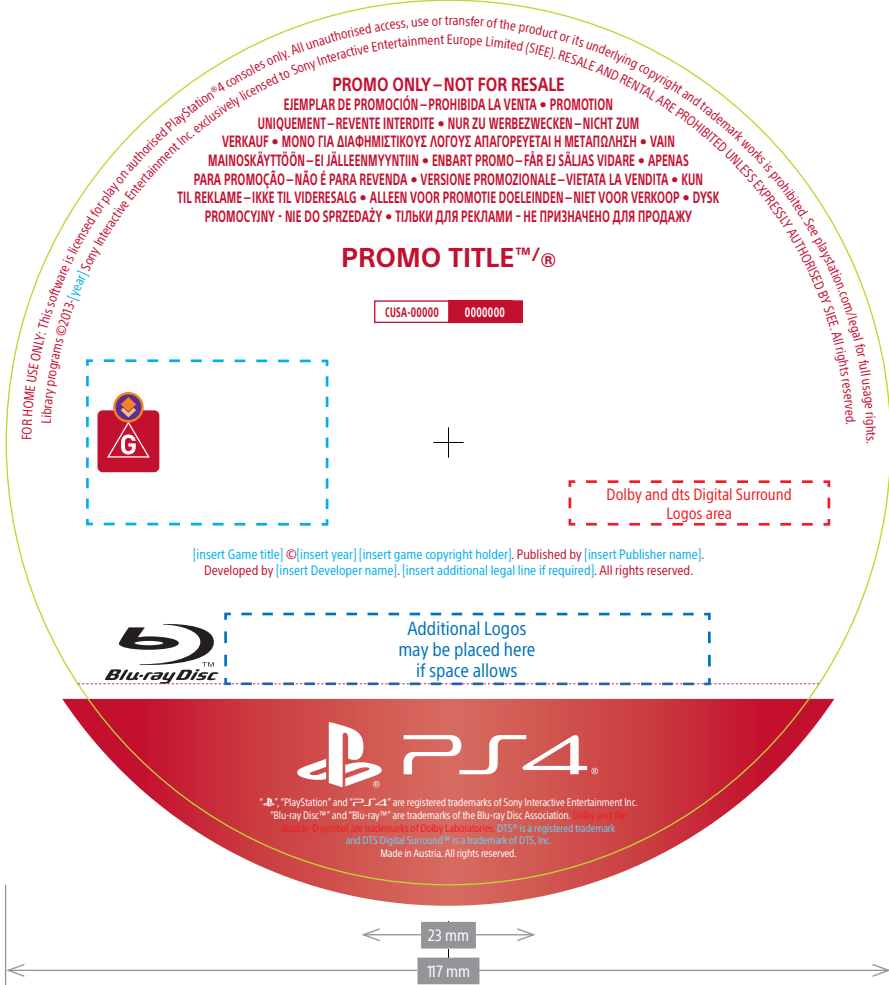 FOR HOME USE ONLY: This software is licensed for play on authorised PlayStation®4 consoles only. All unauthorised access, use or transfer of the product or its underlying copyright and trademark works is prohibited. See playstation.com/legal for full usage rights.
Library programs ©2013-[year] Sony Interactive Entertainment Inc. exclusively licensed to Sony Interactive Entertainment Europe Limited (SIEE). RESALE AND RENTAL ARE PROHIBITED UNLESS EXPRESSLY AUTHORISED BY SIEE. All rights reserved.
PROMO ONLY – NOT FOR RESALE
EJEMPLAR DE PROMOCIÓN – PROHIBIDA LA VENTA • PROMOTION
UNIQUEMENT – REVENTE INTERDITE • NUR ZU WERBEZWECKEN – NICHT ZUM
VERKAUF • ΜΟΝΟ ΓΙΑ ΔΙΑΦΗΜΙΣΤΙΚΟΥΣ ΛΟΓΟΥΣ ΑΠΑΓΟΡΕΥΕΤΑΙ Η ΜΕΤΑΠΩΛΗΣΗ • VAIN
MAINOSKÄYTTÖÖN – EI JÄLLEENMYYNTIIN • ENBART PROMO – FÅR EJ SÄLJAS VIDARE • APENAS
PARA PROMOÇÃO – NÃO É PARA REVENDA • VERSIONE PROMOZIONALE – VIETATA LA VENDITA • KUN
TIL REKLAME – IKKE TIL VIDERESALG • ALLEEN VOOR PROMOTIE DOELEINDEN – NIET VOOR VERKOOP • DYSK
PROMOCYJNY - NIE DO SPRZEDAŻY • ТІЛЬКИ ДЛЯ РЕКЛАМИ – НЕ ПРИЗНАЧЕНО ДЛЯ ПРОДАЖУ
PROMO TITLE™/®
CUSA-00000 0000000
G
Dolby and dts Digital Surround
Logos area
[insert Game title] ©[insert year] [insert game copyright holder]. Published by [insert Publisher name].
Developed by [insert Developer name]. [insert additional legal line if required]. All rights reserved.
Blu-ray Disc™
Additional Logos
may be placed here
if space allows
PS4®
"PS", "PlayStation" and "PS4" are registered trademarks of Sony Interactive Entertainment Inc.
"Blu-ray Disc™" and "Blu-ray™" are trademarks of the Blu-ray Disc Association. Dolby and the
double-D symbol are trademarks of Dolby Laboratories. DTS® is a registered trademark
and DTS Digital Surround™ is a trademark of DTS, Inc.
Made in Austria. All rights reserved.
23 mm
117 mm